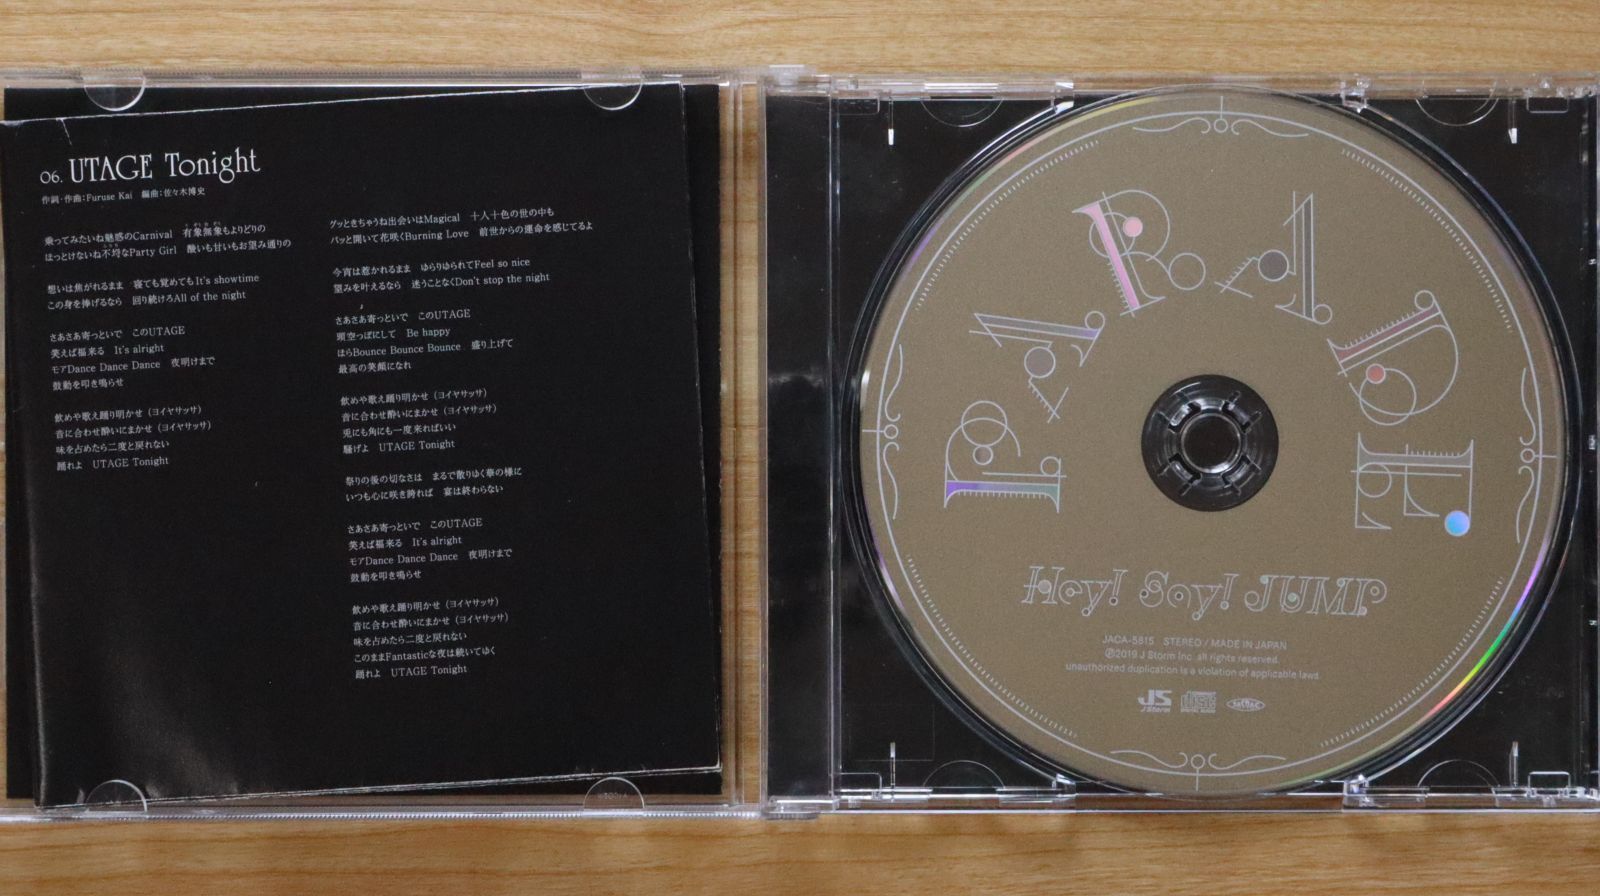 06. UTAGE Tonight
作詞・作曲：Furuse Kai　編曲：佐々木博史
乗ってみたいね魅惑のCarnival　有象無象もよりどりの
ほっとけないね不埒なParty Girl　酸いも甘いもお望み通りの
想いは焦がれるまま　寝ても覚めてもIt's showtime
この身を捧げるなら　回り続けろAll of the night
さあさあ寄っといで　このUTAGE
笑えば福来る　It's alright
モアDance Dance Dance　夜明けまで
鼓動を叩き鳴らせ
飲めや歌え踊り明かせ（ヨイヤサッサ）
音に合わせ酔いにまかせ（ヨイヤサッサ）
味を占めたら二度と戻れない
踊れよ　UTAGE Tonight
グッときちゃうね出会いはMagical　十人十色の世の中も
パッと開いて花咲くBurning Love　前世からの運命を感じてるよ
今宵は惹かれるまま　ゆらりゆられてFeel so nice
望みを叶えるなら　迷うことなくDon't stop the night
さあさあ寄っといで　このUTAGE
頭空っぽにして　Be happy
ほらBounce Bounce Bounce　盛り上げて
最高の笑顔になれ
飲めや歌え踊り明かせ（ヨイヤサッサ）
音に合わせ酔いにまかせ（ヨイヤサッサ）
兎にも角にも一度来ればいい
騒げよ　UTAGE Tonight
祭りの後の切なさは　まるで散りゆく華の様に
いつも心に咲き誇れば　宴は終わらない
さあさあ寄っといで　このUTAGE
笑えば福来る　It's alright
モアDance Dance Dance　夜明けまで
鼓動を叩き鳴らせ
飲めや歌え踊り明かせ（ヨイヤサッサ）
音に合わせ酔いにまかせ（ヨイヤサッサ）
味を占めたら二度と戻れない
このままFantasticな夜は続いてゆく
踊れよ　UTAGE Tonight
PARADE
Hey! Say! JUMP
JACA-5815　STEREO / MADE IN JAPAN
Ⓟ2019 J Storm Inc. all rights reserved.
unauthorized duplication is a violation of applicable laws.
JS
J Storm
COMPACT disc
DIGITAL AUDIO